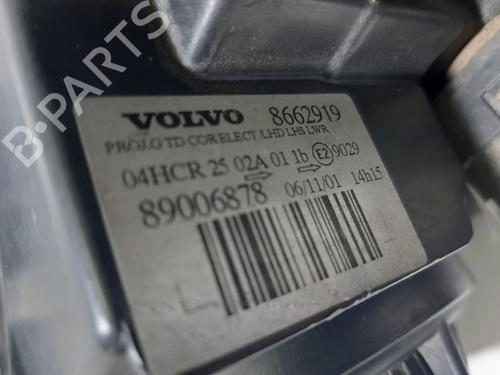 B-PARTS
VOLVO 8662919
PROLG TD COR ELECT /LHD LHS LWR
04HCR 25 02A 01 1b E2 9029
89006878 06/11/01 14h15
L